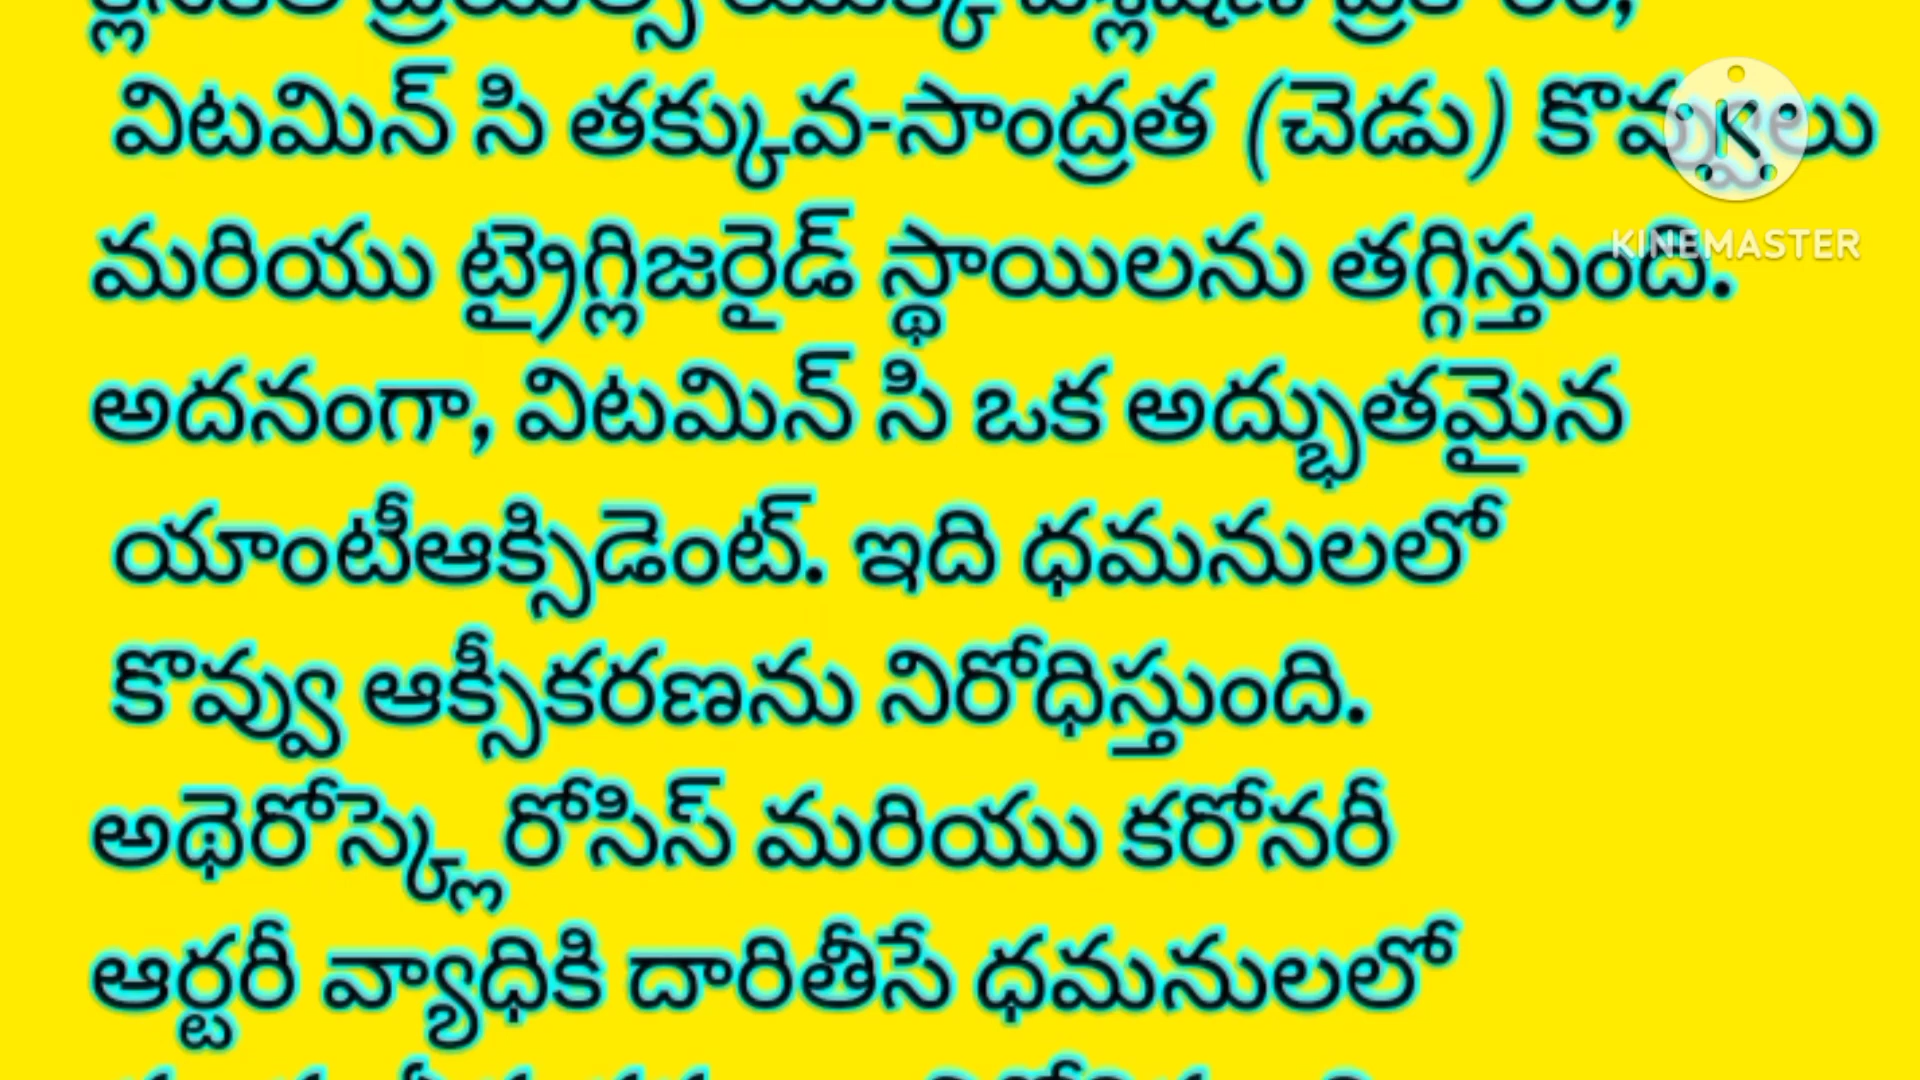 విటమిన్ సి తక్కువ-సాంద్రత (చెడు) కొవ్వులు
మరియు ట్రైగ్లిజరైడ్ స్థాయిలను తగ్గిస్తుంది.
KINEMASTER
అదనంగా, విటమిన్ సి ఒక అద్భుతమైన
యాంటీఆక్సిడెంట్. ఇది ధమనులలో
కొవ్వు ఆక్సీకరణను నిరోధిస్తుంది.
అథెరోస్క్లెరోసిస్ మరియు కరోనరీ
ఆర్టరీ వ్యాధికి దారితీసే ధమనులలో